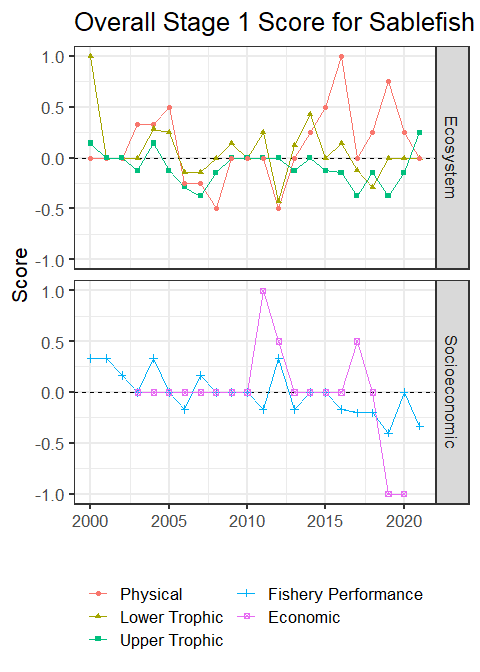 Overall Stage 1 Score for Sablefish
1.0
0.5
0.0
-0.5
-1.0
Ecosystem
Score
1.0
0.5
0.0
-0.5
-1.0
Socioeconomic
2000 2005 2010 2015 2020
Physical
Lower Trophic
Upper Trophic
Fishery Performance
Economic